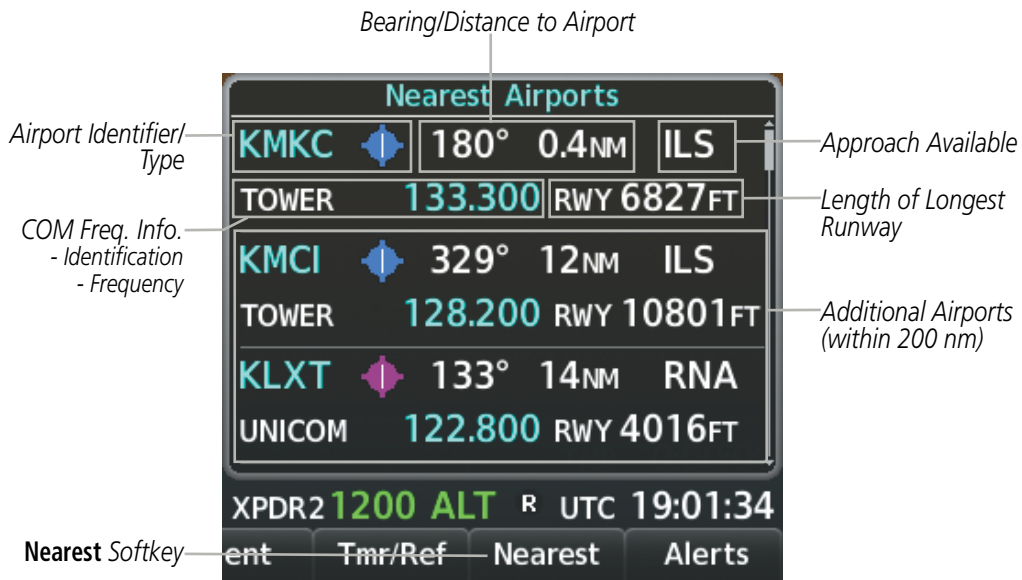 Bearing/Distance to Airport
Nearest Airports
Airport Identifier/
Type
KMKC 180° 0.4NM ILS
Approach Available
TOWER 133.300 RWY 6827FT
Length of Longest
Runway
COM Freq. Info.
- Identification
- Frequency
KMCI 329° 12NM ILS
TOWER 128.200 RWY 10801FT
Additional Airports
(within 200 nm)
KLXT 133° 14NM RNA
UNICOM 122.800 RWY 4016FT
XPDR2 1200 ALT R UTC 19:01:34
Nearest Softkey
ent Tmr/Ref Nearest Alerts